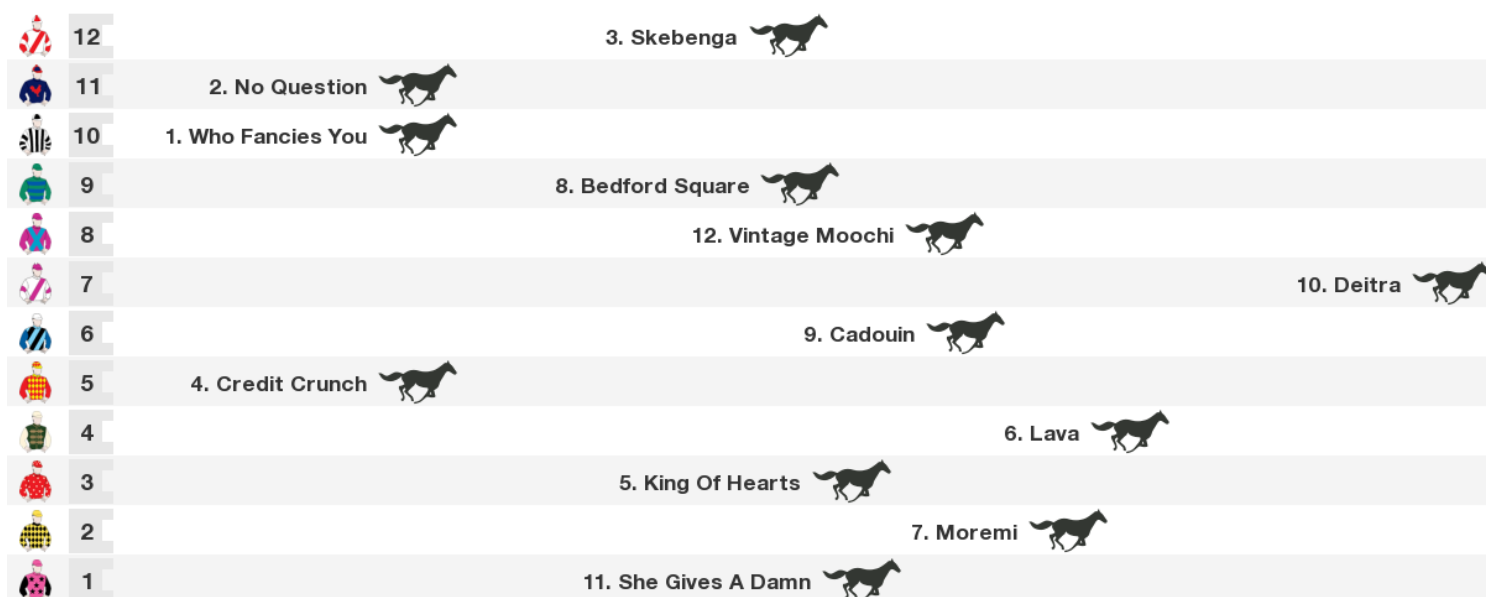 12 3. Skebenga
11 2. No Question
10 1. Who Fancies You
9 8. Bedford Square
8 12. Vintage Moochi
7 10. Deitra
6 9. Cadouin
5 4. Credit Crunch
4 6. Lava
3 5. King Of Hearts
2 7. Moremi
1 11. She Gives A Damn